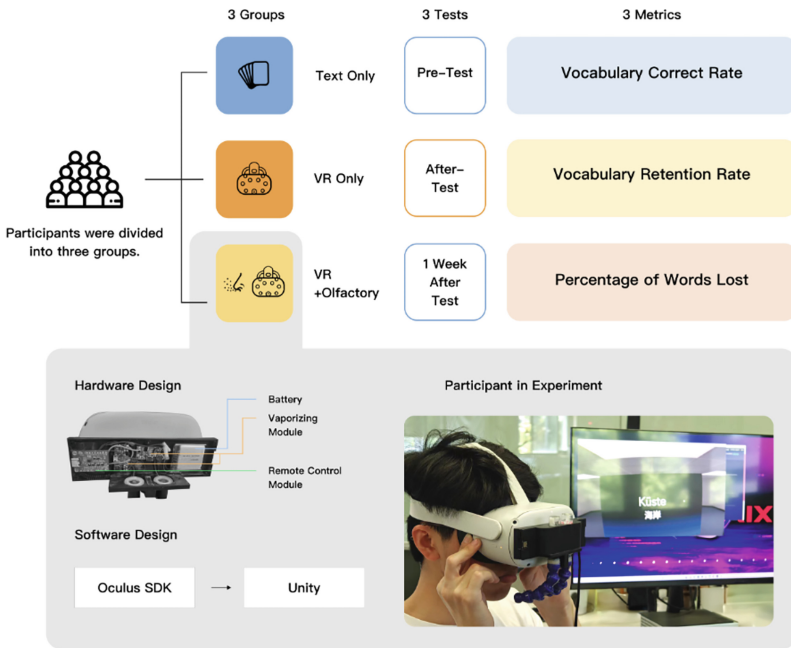 3 Groups
3 Tests
3 Metrics
Text Only
Pre-Test
Vocabulary Correct Rate
VR Only
After-
Test
Vocabulary Retention Rate
Participants were divided
into three groups.
VR
+Olfactory
1 Week
After
Test
Percentage of Words Lost
Hardware Design
Battery
Vaporizing
Module
Remote Control
Module
Software Design
Oculus SDK
Unity
Participant in Experiment
Küste
海岸
IX